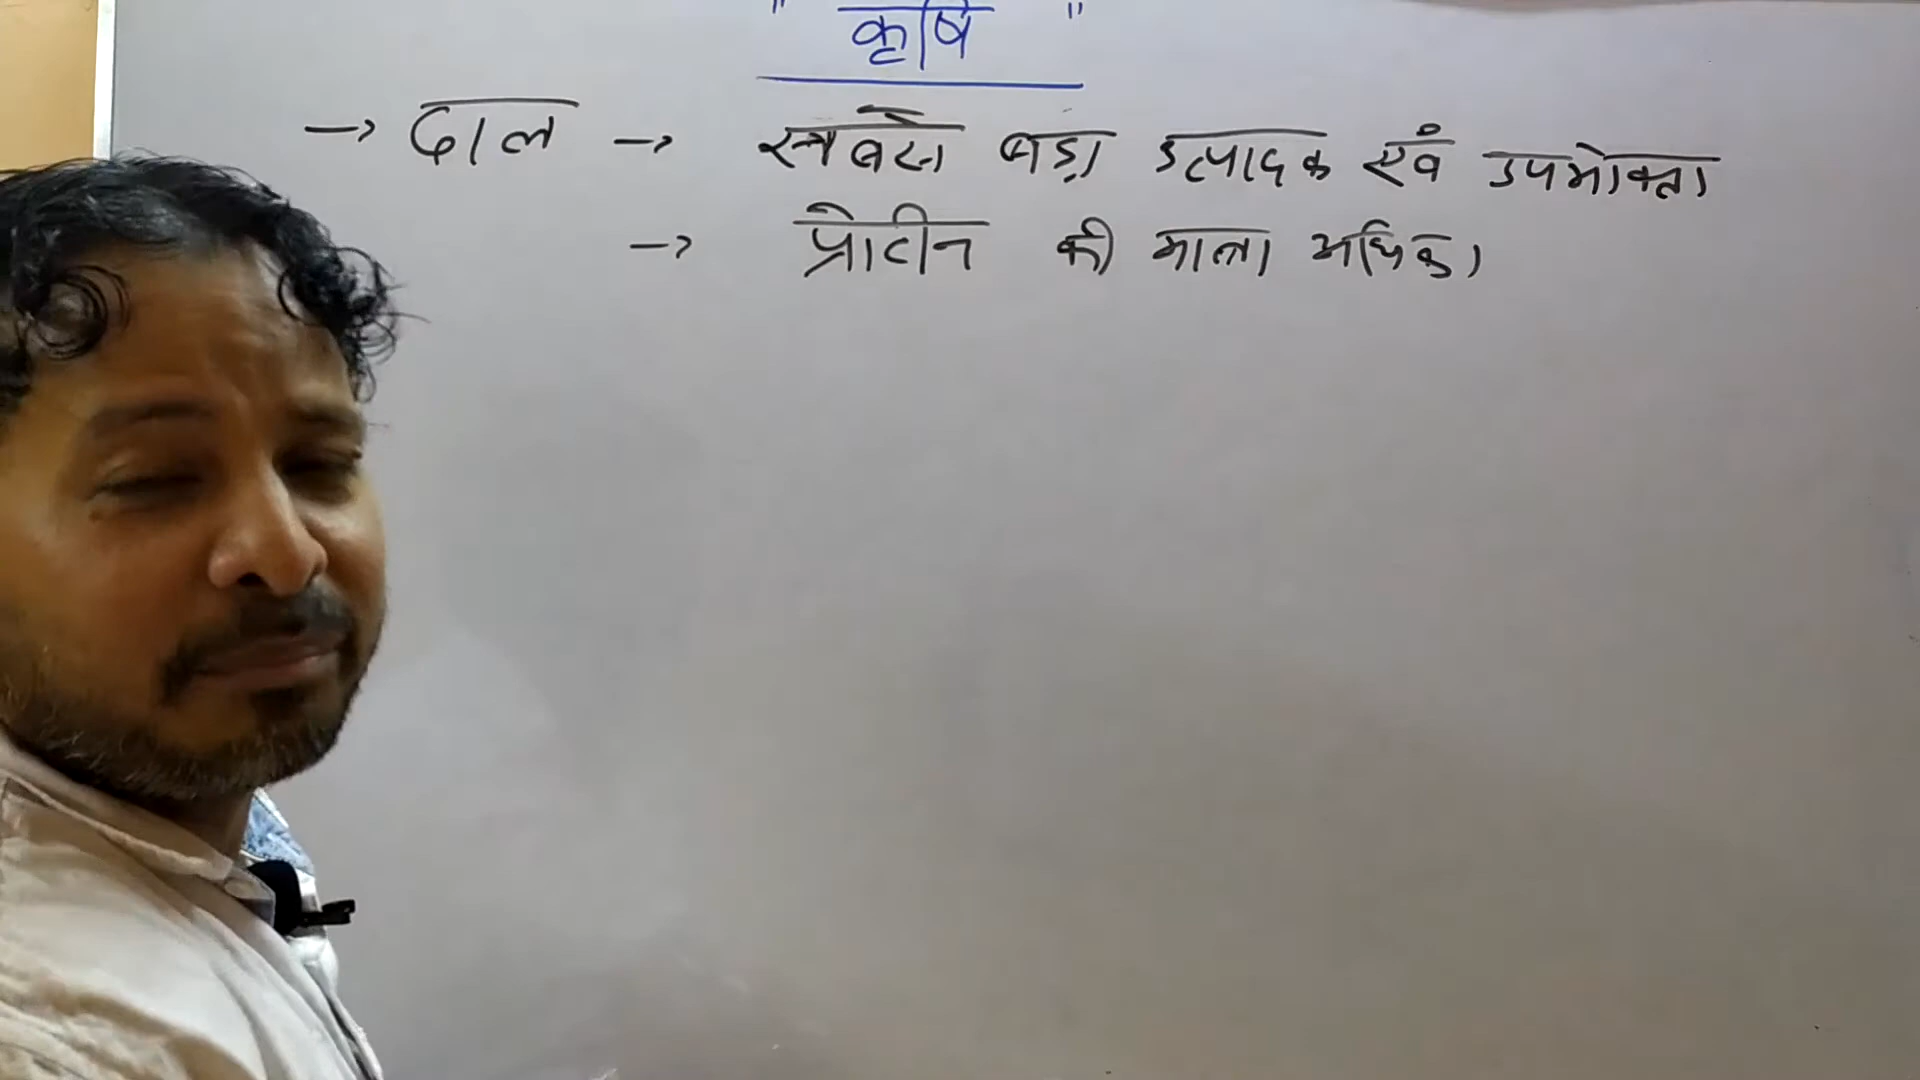 " कृषि "
→ दाल → सबसे बड़ा उत्पादक एवं उपभोक्ता
→ प्रोटीन की मात्रा अधिक।